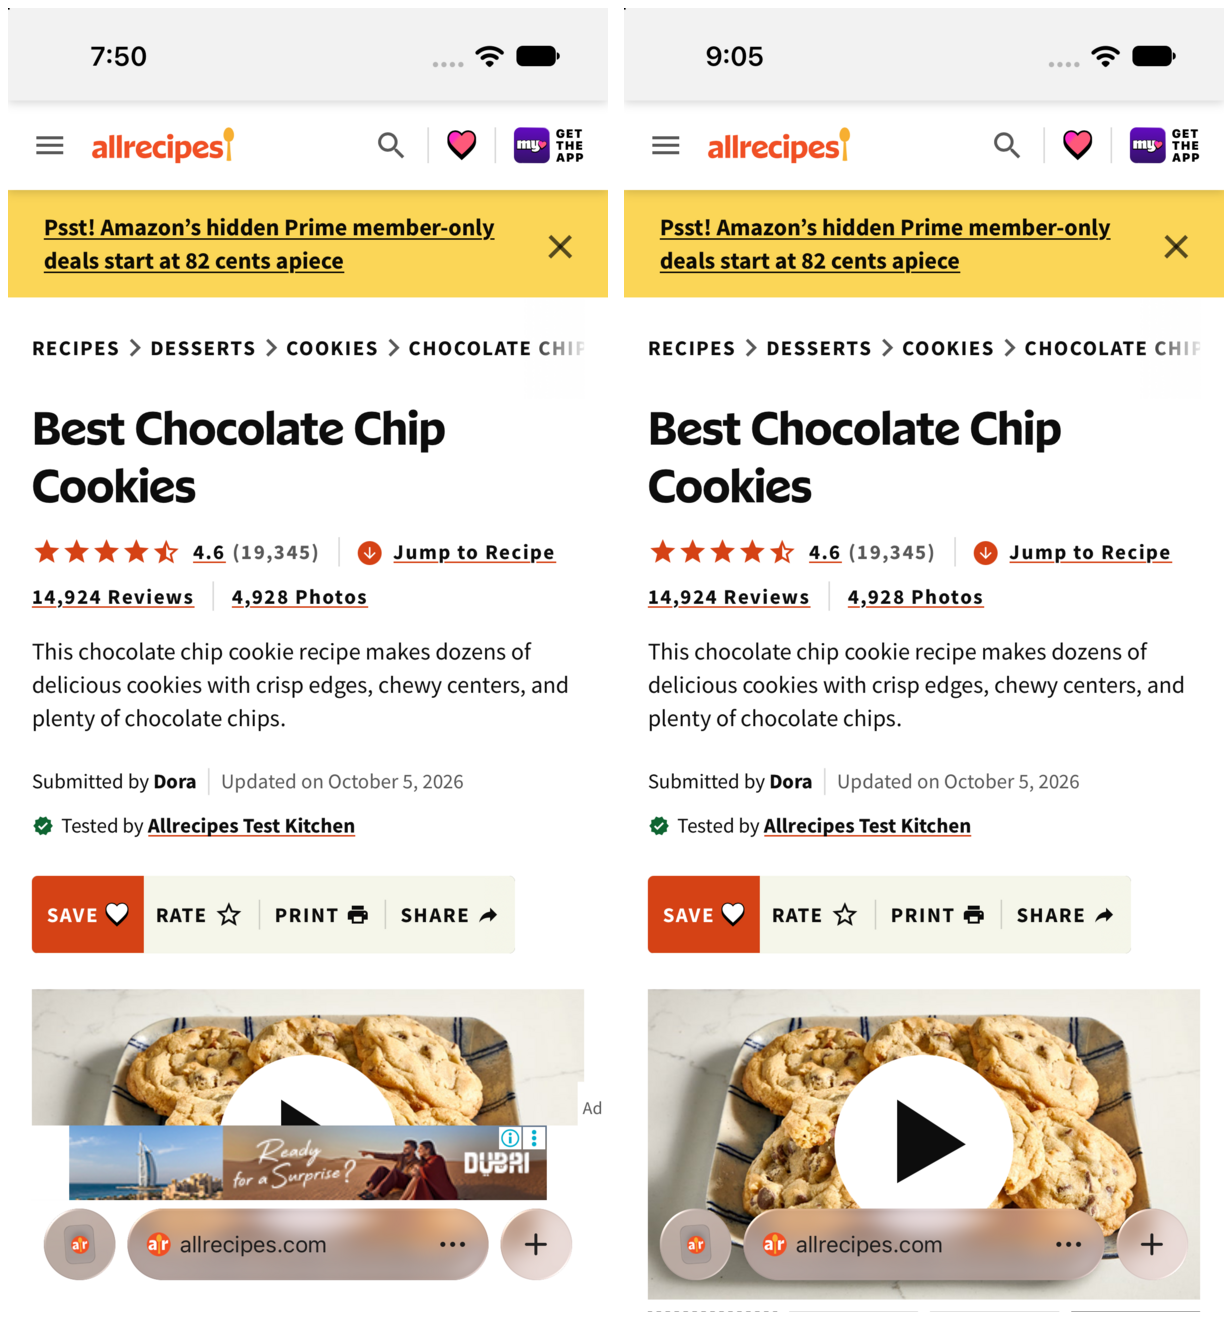 7:50
allrecipes
my
GET
THE
APP
Psst! Amazon’s hidden Prime member-only
deals start at 82 cents apiece
RECIPES > DESSERTS > COOKIES > CHOCOLATE CHIP
Best Chocolate Chip
Cookies
4.6 (19,345) Jump to Recipe
14,924 Reviews 4,928 Photos
This chocolate chip cookie recipe makes dozens of
delicious cookies with crisp edges, chewy centers, and
plenty of chocolate chips.
Submitted by Dora Updated on October 5, 2026
Tested by Allrecipes Test Kitchen
SAVE RATE PRINT SHARE
Ad
Ready
for a Surprise?
DUBAI
ar
ar allrecipes.com
9:05
allrecipes
my
GET
THE
APP
Psst! Amazon’s hidden Prime member-only
deals start at 82 cents apiece
RECIPES > DESSERTS > COOKIES > CHOCOLATE CHIP
Best Chocolate Chip
Cookies
4.6 (19,345) Jump to Recipe
14,924 Reviews 4,928 Photos
This chocolate chip cookie recipe makes dozens of
delicious cookies with crisp edges, chewy centers, and
plenty of chocolate chips.
Submitted by Dora Updated on October 5, 2026
Tested by Allrecipes Test Kitchen
SAVE RATE PRINT SHARE
ar
ar allrecipes.com